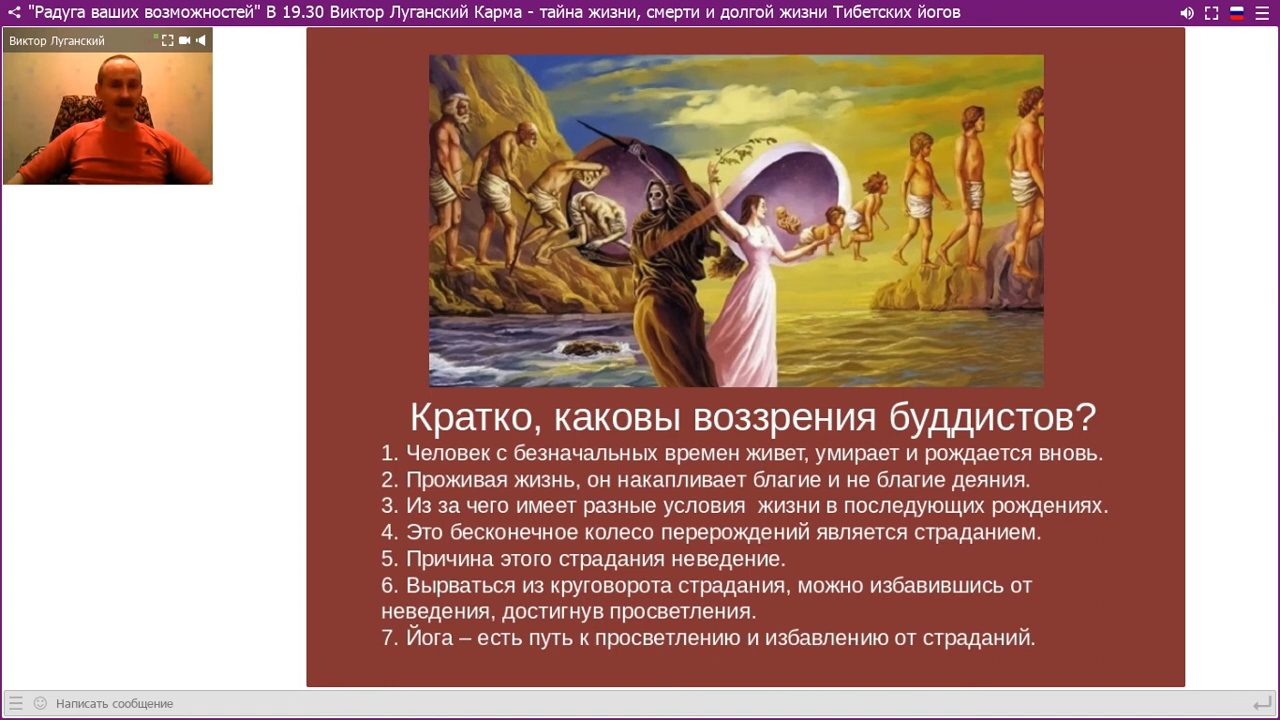 "Радуга ваших возможностей" В 19.30 Виктор Луганский Карма - тайна жизни, смерти и долгой жизни Тибетских йогов
Виктор Луганский
Кратко, каковы воззрения буддистов?
1. Человек с безначальных времен живет, умирает и рождается вновь.
2. Проживая жизнь, он накапливает благие и не благие деяния.
3. Из за чего имеет разные условия  жизни в последующих рождениях.
4. Это бесконечное колесо перерождений является страданием.
5. Причина этого страдания неведение.
6. Вырваться из круговорота страдания, можно избавившись от
неведения, достигнув просветления.
7. Йога – есть путь к просветлению и избавлению от страданий.
Написать сообщение